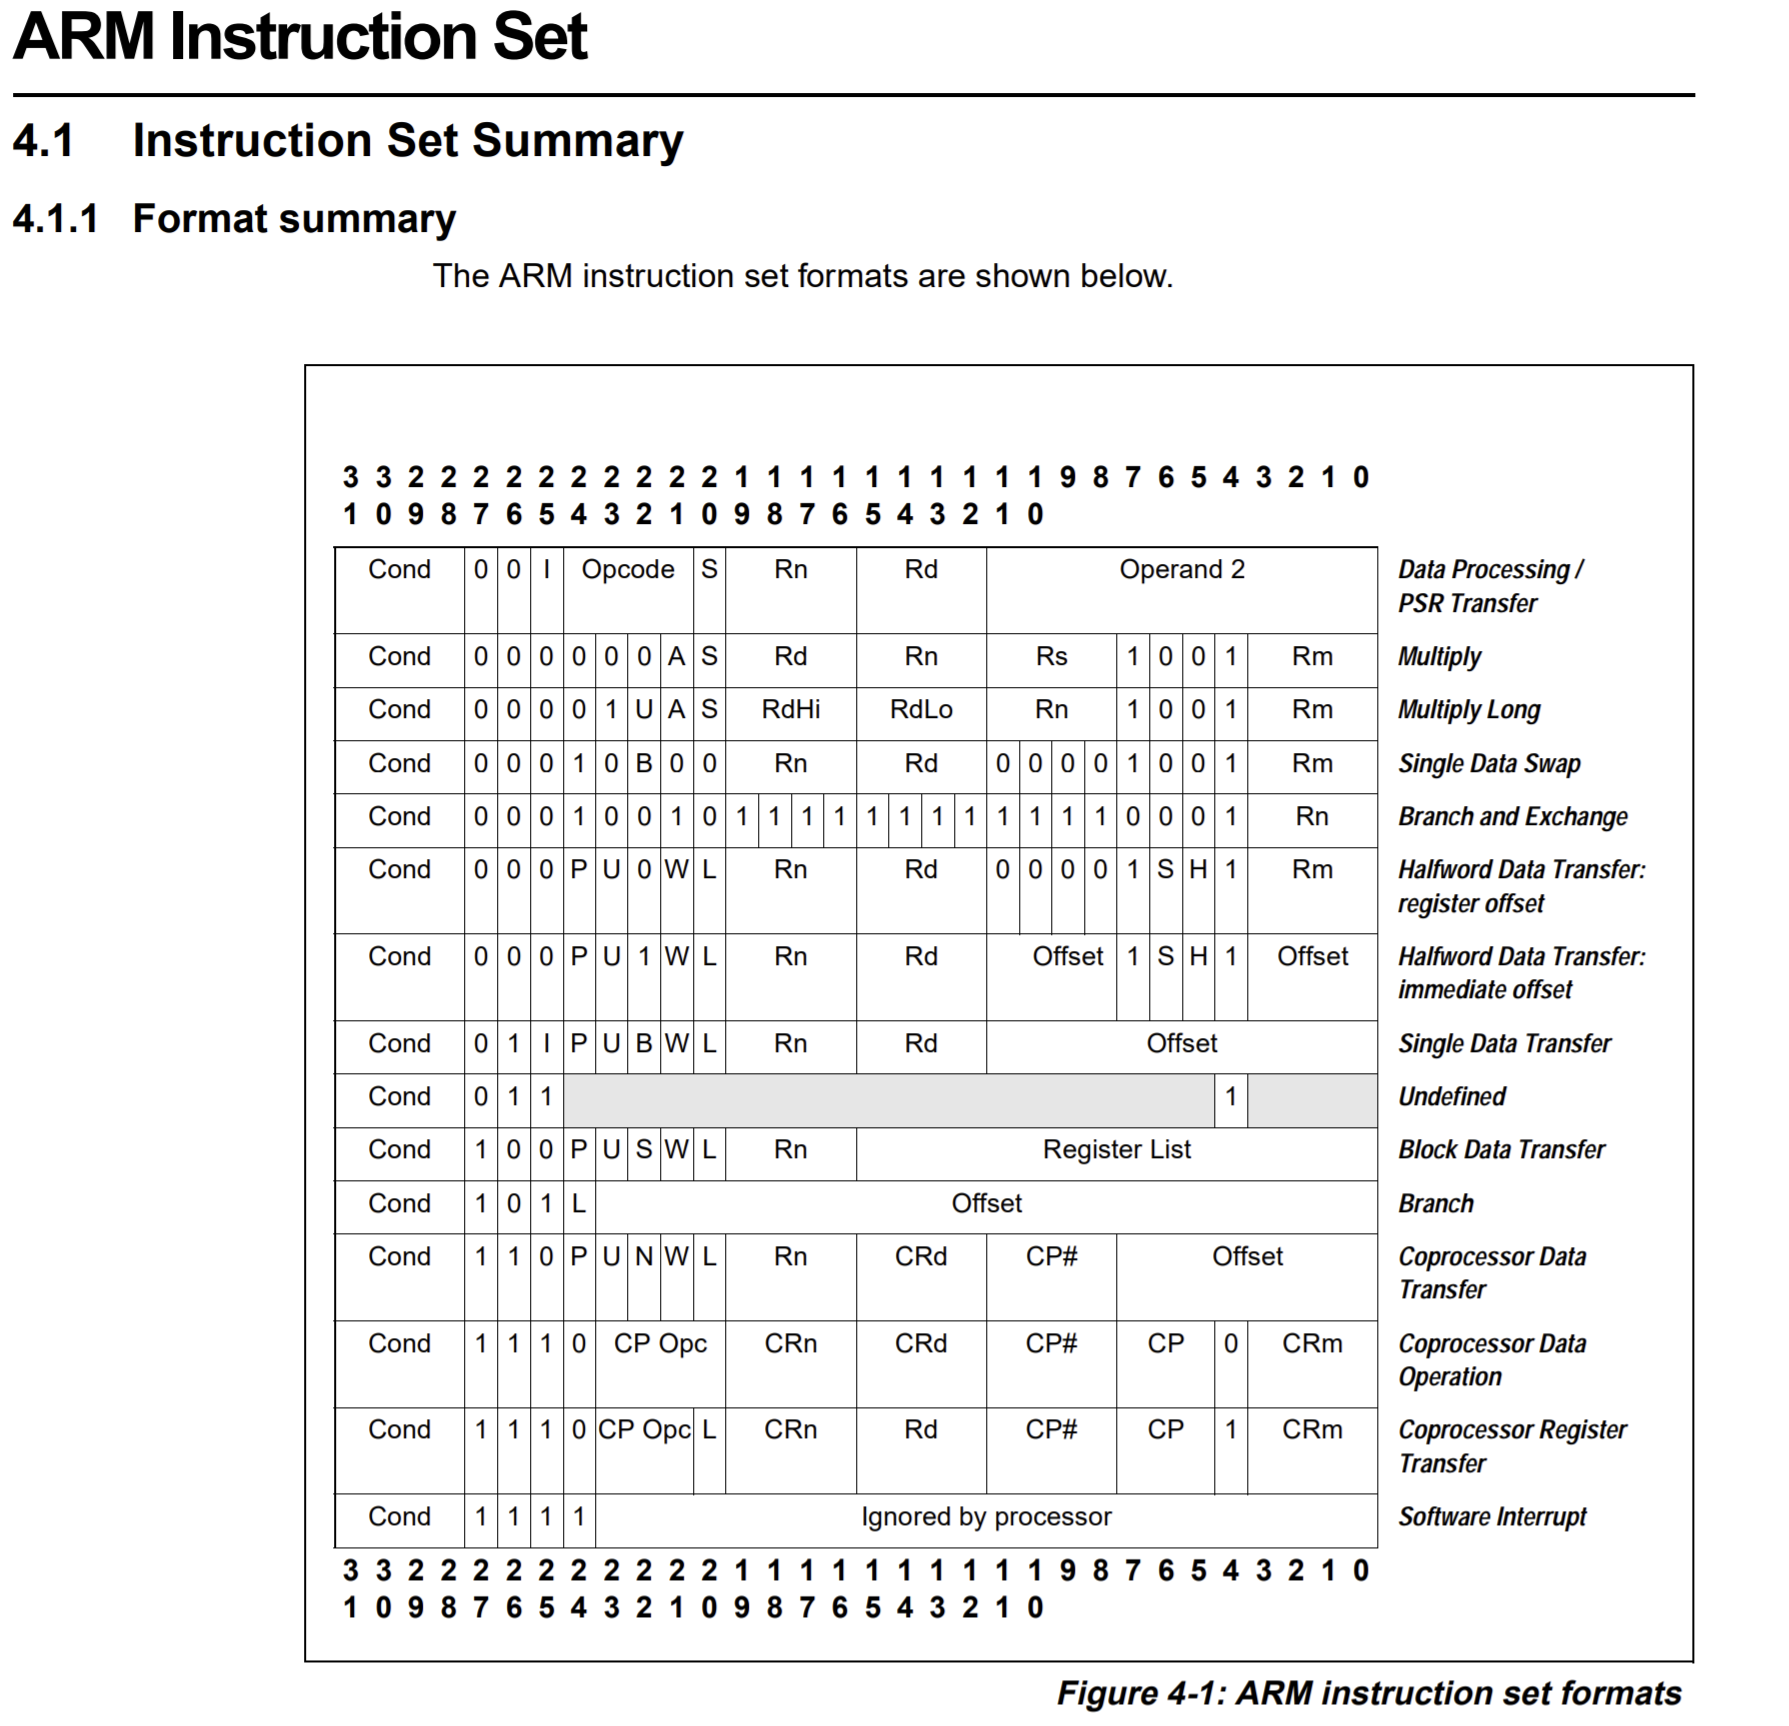 ARM Instruction Set
4.1 Instruction Set Summary
4.1.1 Format summary
The ARM instruction set formats are shown below.
3 3 2 2 2 2 2 2 2 2 2 2 1 1 1 1 1 1 1 1 1 1 9 8 7 6 5 4 3 2 1 0
1 0 9 8 7 6 5 4 3 2 1 0 9 8 7 6 5 4 3 2 1 0
Cond 0 0 I Opcode S Rn Rd Operand 2 Data Processing /
PSR Transfer
Cond 0 0 0 0 0 0 A S Rd Rn Rs 1 0 0 1 Rm Multiply
Cond 0 0 0 0 1 U A S RdHi RdLo Rn 1 0 0 1 Rm Multiply Long
Cond 0 0 0 1 0 B 0 0 Rn Rd 0 0 0 0 1 0 0 1 Rm Single Data Swap
Cond 0 0 0 1 0 0 1 0 1 1 1 1 1 1 1 1 1 1 1 1 0 0 0 1 Rn Branch and Exchange
Cond 0 0 0 P U 0 W L Rn Rd 0 0 0 0 1 S H 1 Rm Halfword Data Transfer:
register offset
Cond 0 0 0 P U 1 W L Rn Rd Offset 1 S H 1 Offset Halfword Data Transfer:
immediate offset
Cond 0 1 I P U B W L Rn Rd Offset Single Data Transfer
Cond 0 1 1 1 Undefined
Cond 1 0 0 P U S W L Rn Register List Block Data Transfer
Cond 1 0 1 L Offset Branch
Cond 1 1 0 P U N W L Rn CRd CP# Offset Coprocessor Data
Transfer
Cond 1 1 1 0 CP Opc CRn CRd CP# CP 0 CRm Coprocessor Data
Operation
Cond 1 1 1 0 CP Opc L CRn Rd CP# CP 1 CRm Coprocessor Register
Transfer
Cond 1 1 1 1 Ignored by processor Software Interrupt
3 3 2 2 2 2 2 2 2 2 2 2 1 1 1 1 1 1 1 1 1 1 9 8 7 6 5 4 3 2 1 0
1 0 9 8 7 6 5 4 3 2 1 0 9 8 7 6 5 4 3 2 1 0
Figure 4-1: ARM instruction set formats